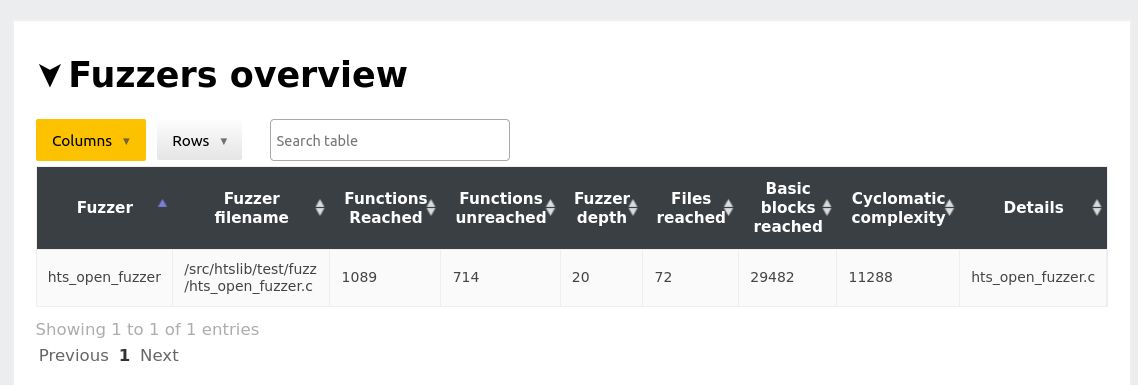 Fuzzers overview
Columns ▼ Rows ▼ Search table
Fuzzer Fuzzer filename Functions Reached Functions unreached Fuzzer depth Files reached Basic blocks reached Cyclomatic complexity Details
hts_open_fuzzer /src/htslib/test/fuzz/hts_open_fuzzer.c 1089 714 20 72 29482 11288 hts_open_fuzzer.c
Showing 1 to 1 of 1 entries
Previous 1 Next